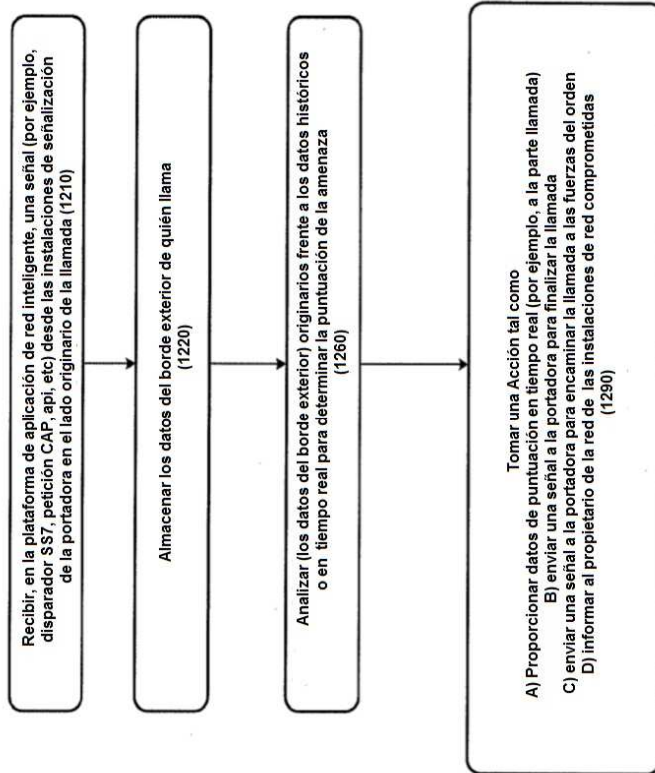 Recibir, en la plataforma de aplicación de red inteligente, una señal (por ejemplo,
disparador SS7, petición CAP, api, etc) desde las instalaciones de señalización
de la portadora en el lado originario de la llamada (1210)
Almacenar los datos del borde exterior de quién llama
(1220)
Analizar (los datos del borde exterior) originarios frente a los datos históricos
o en tiempo real para determinar la puntuación de la amenaza
(1260)
Tomar una Acción tal como
A) Proporcionar datos de puntuación en tiempo real (por ejemplo, a la parte llamada)
B) enviar una señal a la portadora para finalizar la llamada
C) enviar una señal a la portadora para encaminar la llamada a las fuerzas del orden
D) informar al propietario de la red de las instalaciones de red comprometidas
(1290)